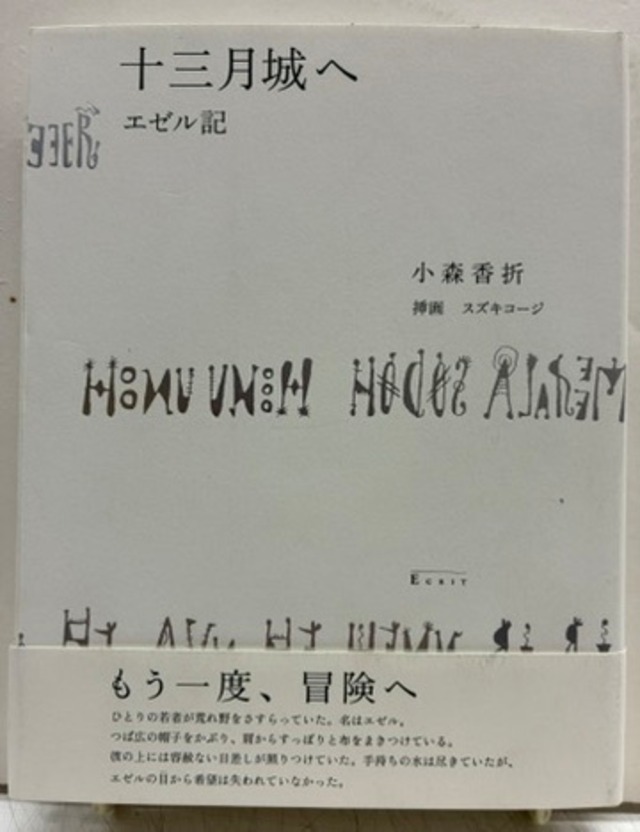 十三月城へ
エゼル記
小森香折
挿画 スズキコージ
ECRIT
もう一度、冒険へ
ひとりの若者が荒れ野をさすらっていた。名はエゼル。
つば広の帽子をかぶり、肩からすっぽりと布をまきつけている。
彼の上には容赦ない日差しが照りつけていた。手持ちの水は尽きていたが、
エゼルの目から希望は失われていなかった。